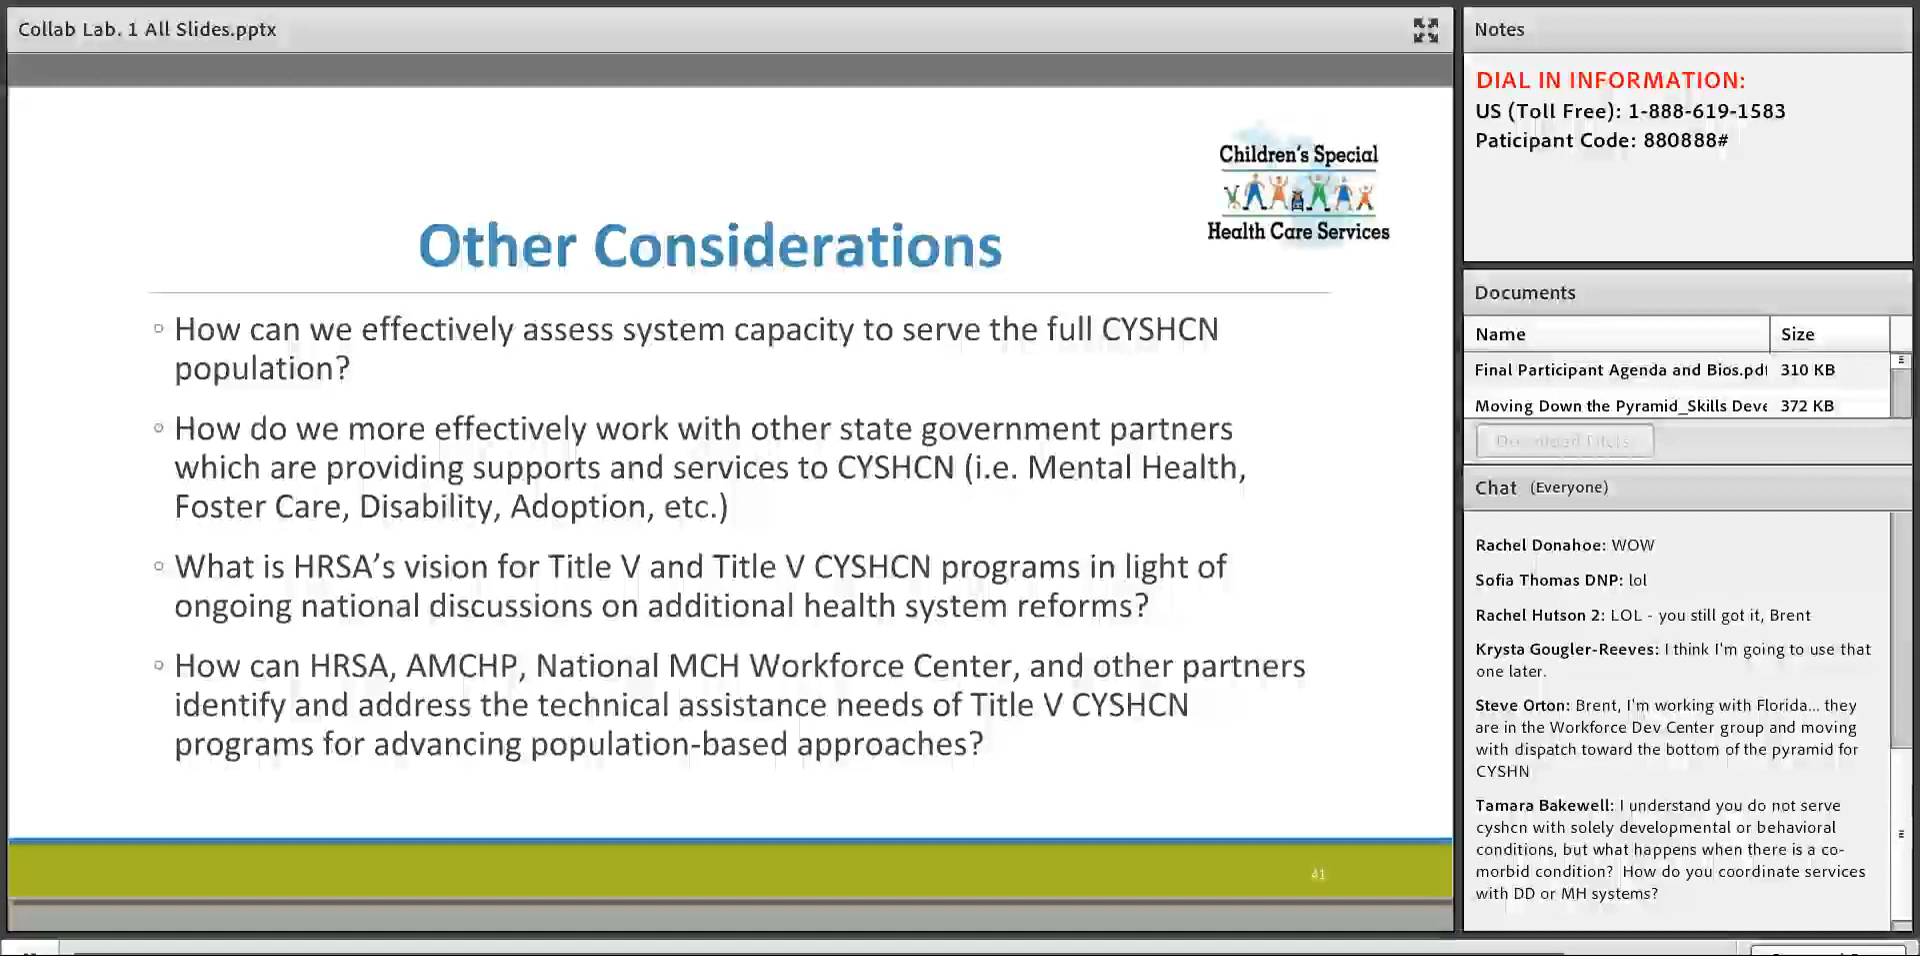 Collab Lab. 1 All Slides.pptx
Children's Special
Health Care Services
Other Considerations
How can we effectively assess system capacity to serve the full CYSHCN
population?
How do we more effectively work with other state government partners
which are providing supports and services to CYSHCN (i.e. Mental Health,
Foster Care, Disability, Adoption, etc.)
What is HRSA’s vision for Title V and Title V CYSHCN programs in light of
ongoing national discussions on additional health system reforms?
How can HRSA, AMCHP, National MCH Workforce Center, and other partners
identify and address the technical assistance needs of Title V CYSHCN
programs for advancing population-based approaches?
41
Notes
DIAL IN INFORMATION:
US (Toll Free): 1-888-619-1583
Paticipant Code: 880888#
Documents
Name Size
Final Participant Agenda and Bios.pdf 310 KB
Moving Down the Pyramid_Skills Deve 372 KB
Download File(s)
Chat (Everyone)
Rachel Donahoe: WOW
Sofia Thomas DNP: lol
Rachel Hutson 2: LOL - you still got it, Brent
Krysta Gougler-Reeves: I think I'm going to use that
one later.
Steve Orton: Brent, I'm working with Florida... they
are in the Workforce Dev Center group and moving
with dispatch toward the bottom of the pyramid for
CYSHN
Tamara Bakewell: I understand you do not serve
cyshcn with solely developmental or behavioral
conditions, but what happens when there is a co-
morbid condition? How do you coordinate services
with DD or MH systems?